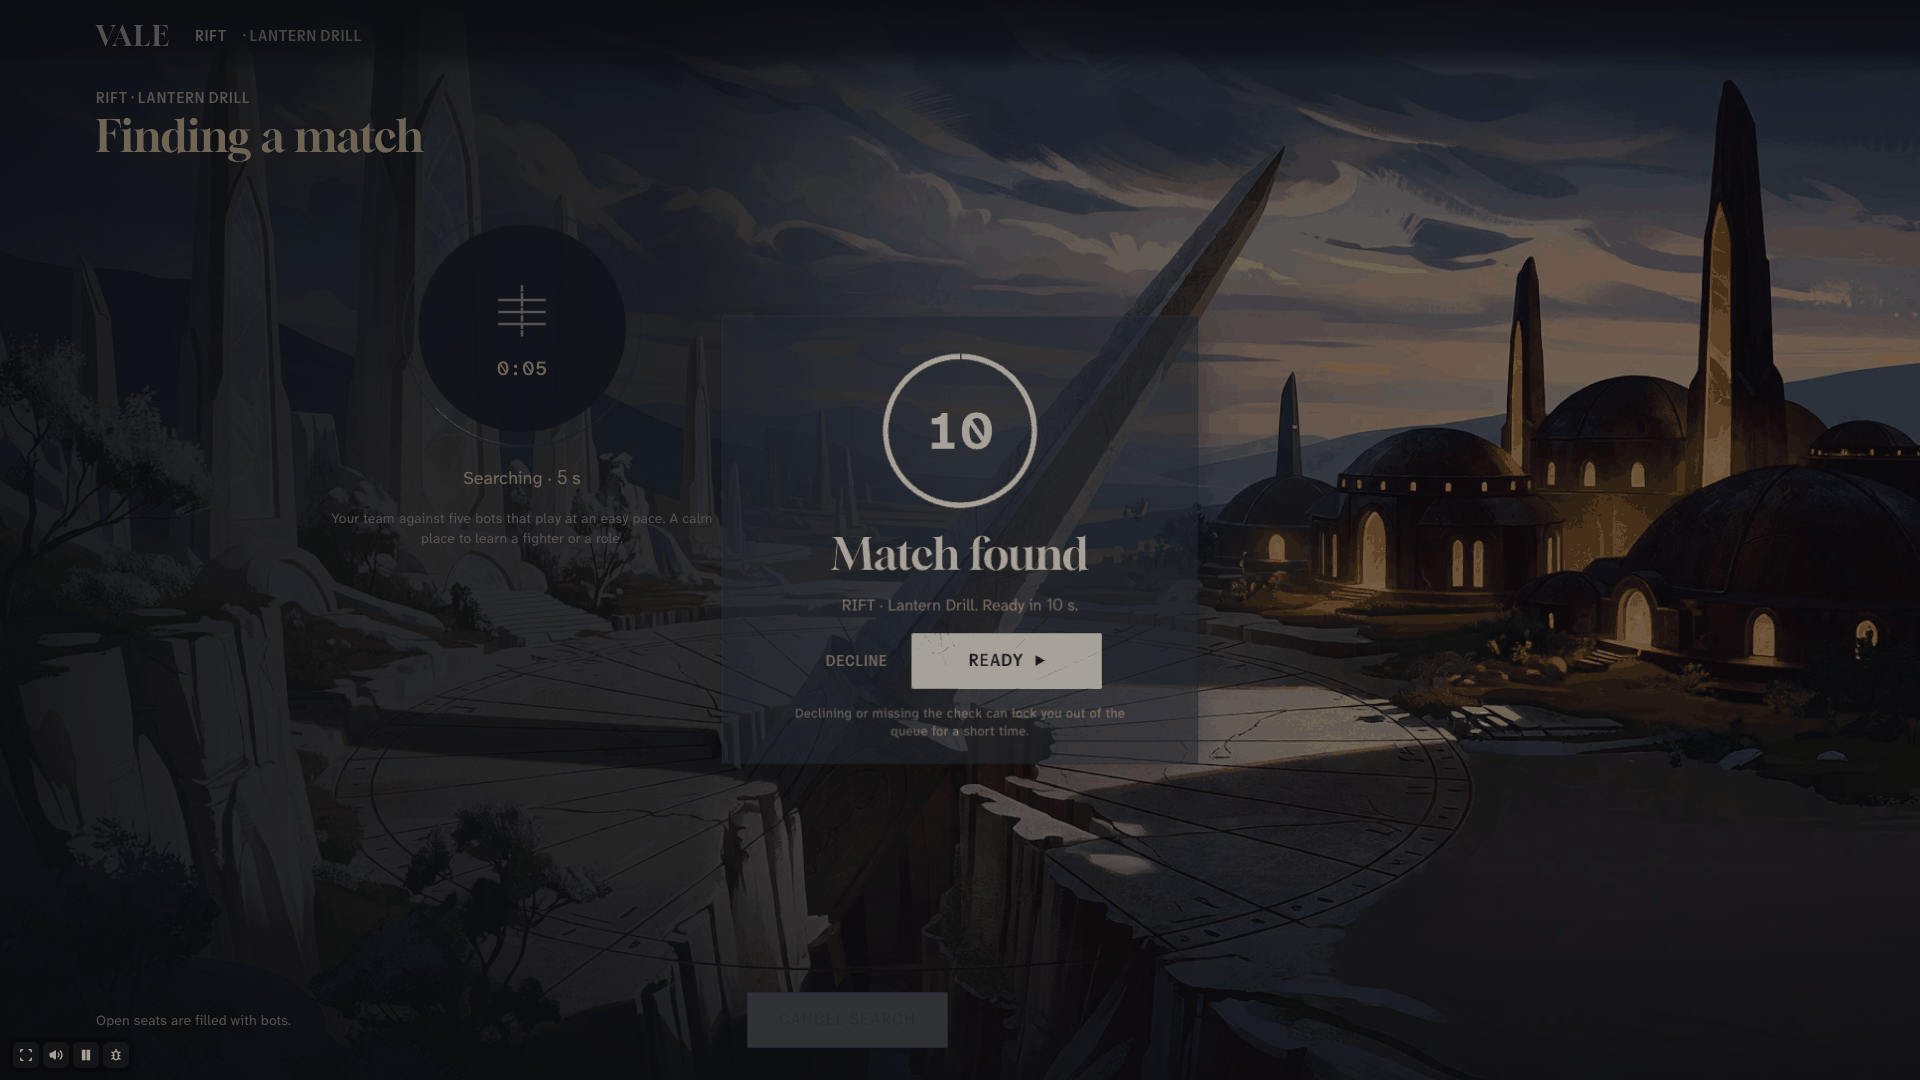 VALE RIFT · LANTERN DRILL
RIFT · LANTERN DRILL
Finding a match
0:05
Searching · 5 s
Your team against five bots that play at an easy pace. A calm
place to learn a fighter or a role.
10
Match found
RIFT · Lantern Drill. Ready in 10 s.
DECLINE READY
Declining or missing the check can lock you out of the
queue for a short time.
CANCEL SEARCH
Open seats are filled with bots.